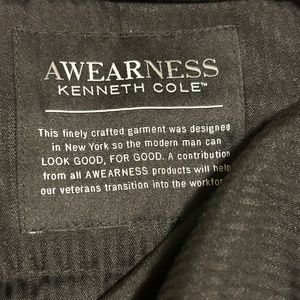 AWEARNESS
KENNETH COLE™
This finely crafted garment was designed
in New York so the modern man can
LOOK GOOD, FOR GOOD. A contribution
from all AWEARNESS products will help
our veterans transition into the